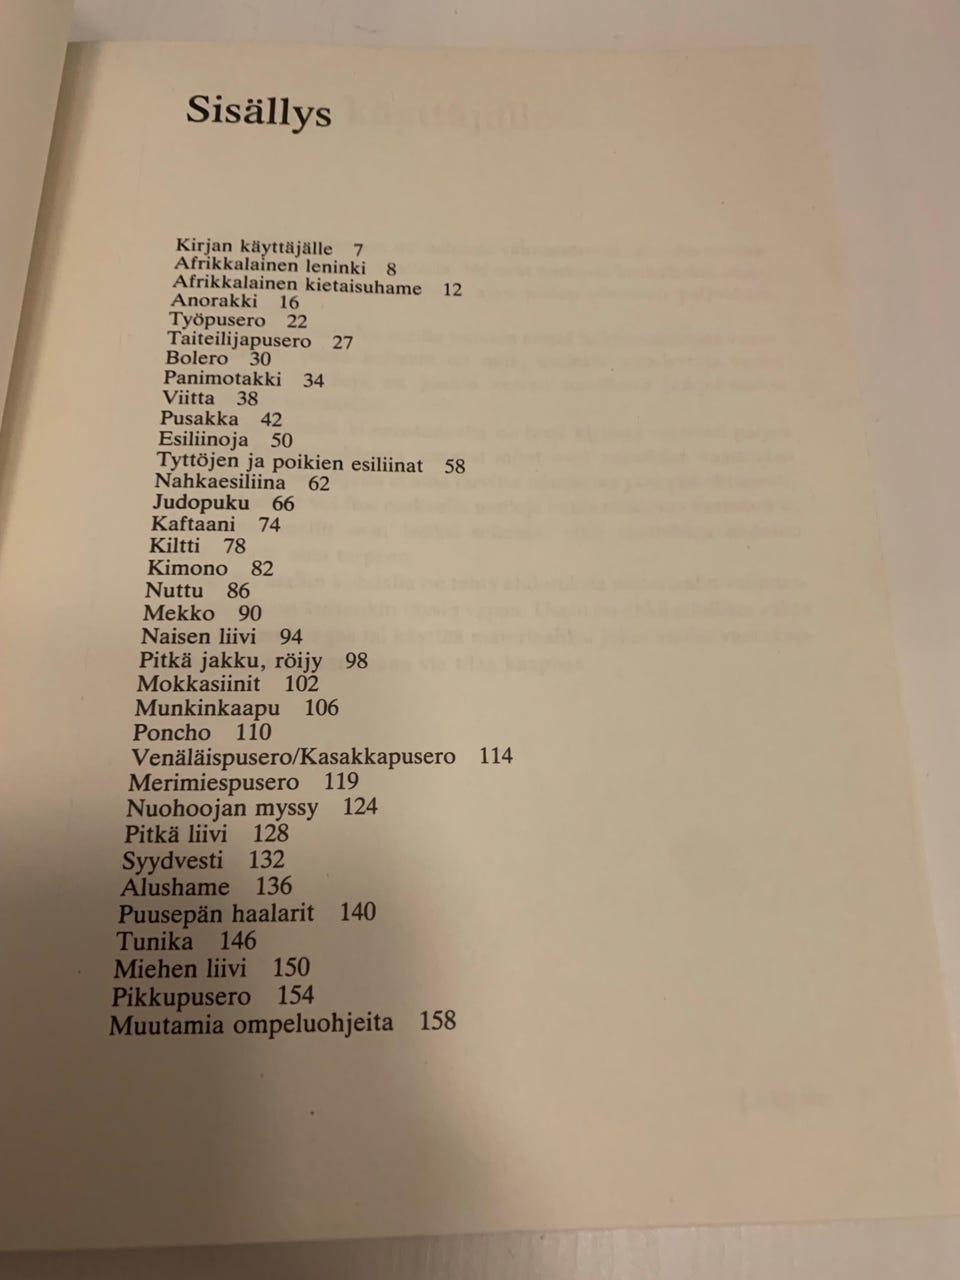 Sisällys
Kirjan käyttäjälle 7
Afrikkalainen leninki 8
Afrikkalainen kietaisuhame 12
Anorakki 16
Työpusero 22
Taiteilijapusero 27
Bolero 30
Panimotakki 34
Viitta 38
Pusakka 42
Esiliinoja 50
Tyttöjen ja poikien esiliinat 58
Nahkaesiliina 62
Judopuku 66
Kaftaani 74
Kiltti 78
Kimono 82
Nuttu 86
Mekko 90
Naisen liivi 94
Pitkä jakku, röijy 98
Mokkasiinit 102
Munkinkaapu 106
Poncho 110
Venäläispusero/Kasakkapusero 114
Merimiespusero 119
Nuohoojan myssy 124
Pitkä liivi 128
Syydvesti 132
Alushame 136
Puusepän haalarit 140
Tunika 146
Miehen liivi 150
Pikkupusero 154
Muutamia ompeluohjeita 158